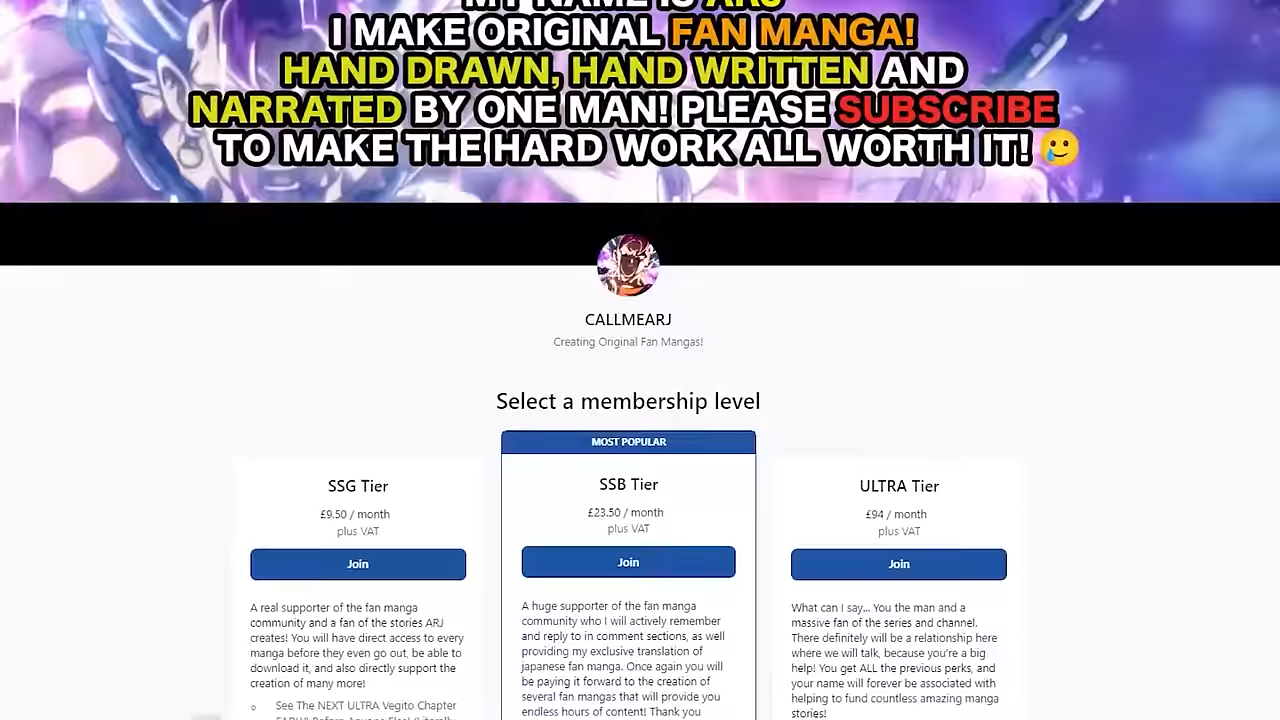 MY NAME IS ARJ
I MAKE ORIGINAL FAN MANGA!
HAND DRAWN, HAND WRITTEN AND
NARRATED BY ONE MAN! PLEASE SUBSCRIBE
TO MAKE THE HARD WORK ALL WORTH IT! 🥲
CALLMEARJ
Creating Original Fan Mangas!
Select a membership level
SSG Tier
£9.50 / month
plus VAT
Join
A real supporter of the fan manga
community and a fan of the stories ARJ
creates! You will have direct access to every
manga before they even go out, be able to
download it, and also directly support the
creation of many more!
See The NEXT ULTRA Vegito Chapter
EARLY! Before Anyone Else! (Literally
MOST POPULAR
SSB Tier
£23.50 / month
plus VAT
Join
A huge supporter of the fan manga
community who I will actively remember
and reply to in comment sections, as well
providing my exclusive translation of
japanese fan manga. Once again you will
be paying it forward to the creation of
several fan mangas that will provide you
endless hours of content! Thank you
ULTRA Tier
£94 / month
plus VAT
Join
What can I say... You the man and a
massive fan of the series and channel.
There definitely will be a relationship here
where we will talk, because you're a big
help! You get ALL the previous perks, and
your name will forever be associated with
helping to fund countless amazing manga
stories!